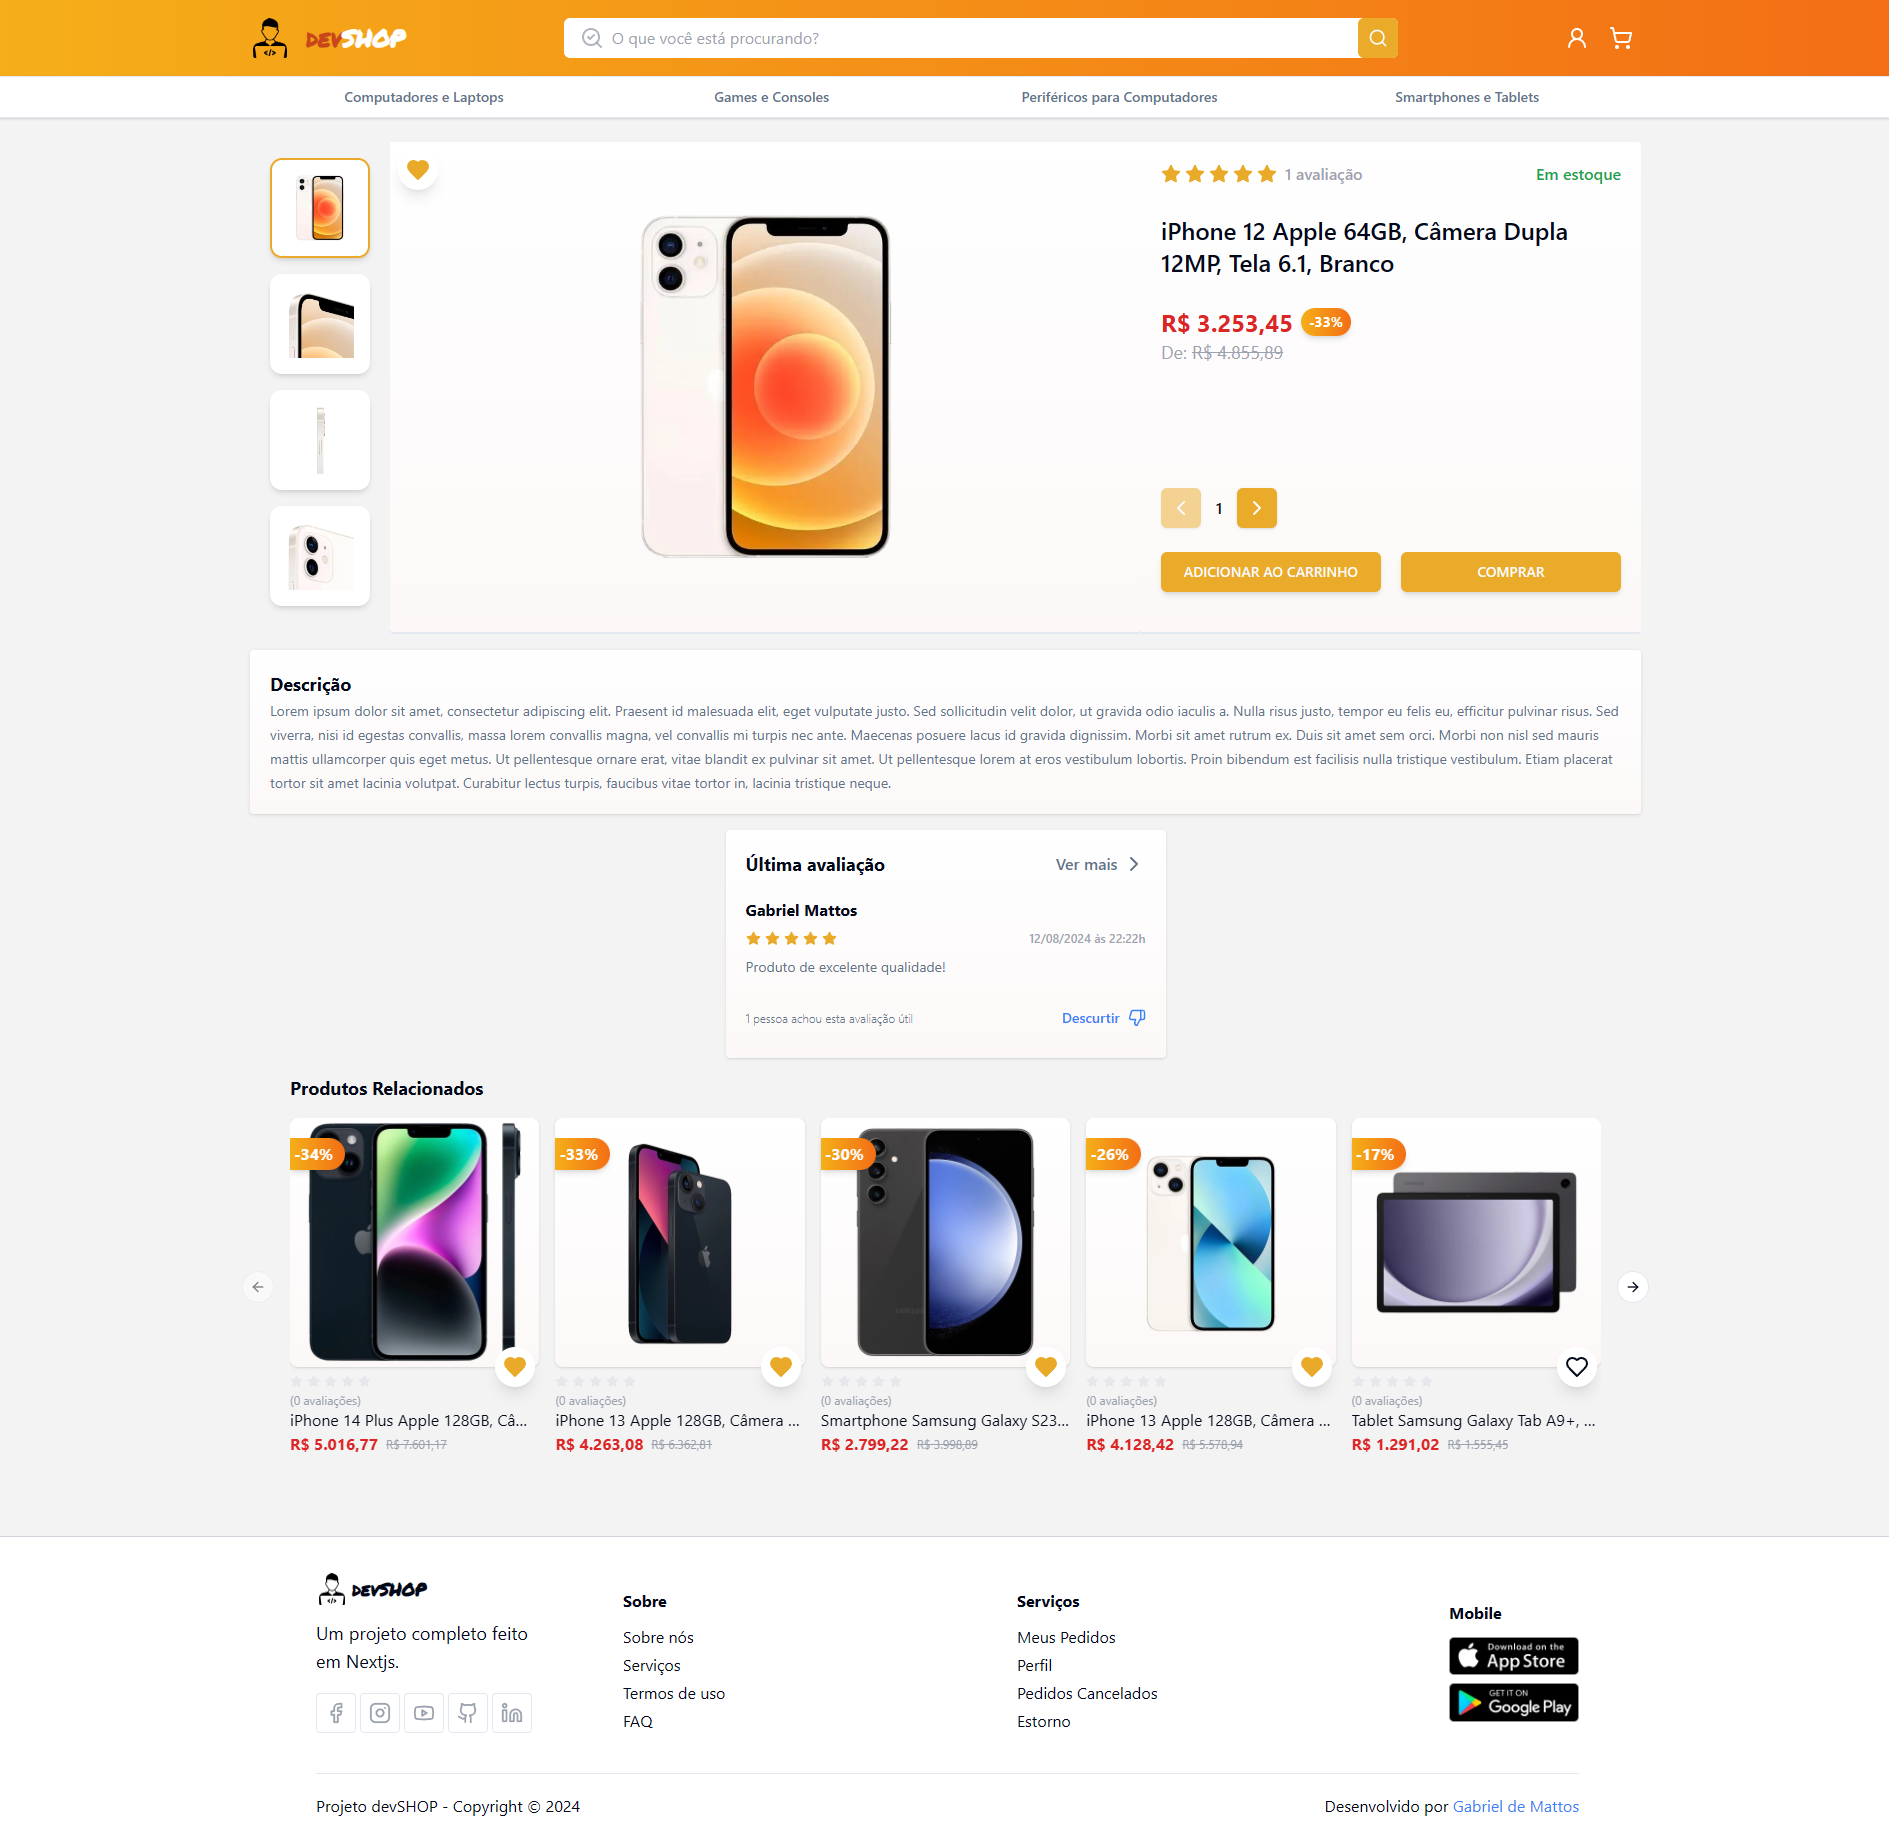 devSHOP
O que você está procurando?
Computadores e Laptops
Games e Consoles
Periféricos para Computadores
Smartphones e Tablets
1 avaliação
Em estoque
iPhone 12 Apple 64GB, Câmera Dupla
12MP, Tela 6.1, Branco
R$ 3.253,45 -33%
De: R$ 4.855,89
1
ADICIONAR AO CARRINHO
COMPRAR
Descrição
Lorem ipsum dolor sit amet, consectetur adipiscing elit. Praesent id malesuada elit, eget vulputate justo. Sed sollicitudin velit dolor, ut gravida odio iaculis a. Nulla risus justo, tempor eu felis eu, efficitur pulvinar risus. Sed
viverra, nisi id egestas convallis, massa lorem convallis magna, vel convallis mi turpis nec ante. Maecenas posuere lacus id gravida dignissim. Morbi sit amet rutrum ex. Duis sit amet sem orci. Morbi non nisl sed mauris
mattis ullamcorper quis eget metus. Ut pellentesque ornare erat, vitae blandit ex pulvinar sit amet. Ut pellentesque lorem at eros vestibulum lobortis. Proin bibendum est facilisis nulla tristique vestibulum. Etiam placerat
tortor sit amet lacinia volutpat. Curabitur lectus turpis, faucibus vitae tortor in, lacinia tristique neque.
Última avaliação
Ver mais
Gabriel Mattos
12/08/2024 às 22:22h
Produto de excelente qualidade!
1 pessoa achou esta avaliação útil
Descurtir
Produtos Relacionados
-34%
(0 avaliações)
iPhone 14 Plus Apple 128GB, Câ...
R$ 5.016,77 R$ 7.601,17
-33%
(0 avaliações)
iPhone 13 Apple 128GB, Câmera ...
R$ 4.263,08 R$ 6.362,81
-30%
SAMSUNG
(0 avaliações)
Smartphone Samsung Galaxy S23...
R$ 2.799,22 R$ 3.998,89
-26%
(0 avaliações)
iPhone 13 Apple 128GB, Câmera ...
R$ 4.128,42 R$ 5.578,94
-17%
(0 avaliações)
Tablet Samsung Galaxy Tab A9+, ...
R$ 1.291,02 R$ 1.555,45
devSHOP
Um projeto completo feito
em Nextjs.
Sobre
Sobre nós
Serviços
Termos de uso
FAQ
Serviços
Meus Pedidos
Perfil
Pedidos Cancelados
Estorno
Mobile
Download on the
App Store
GET IT ON
Google Play
Projeto devSHOP - Copyright © 2024
Desenvolvido por Gabriel de Mattos